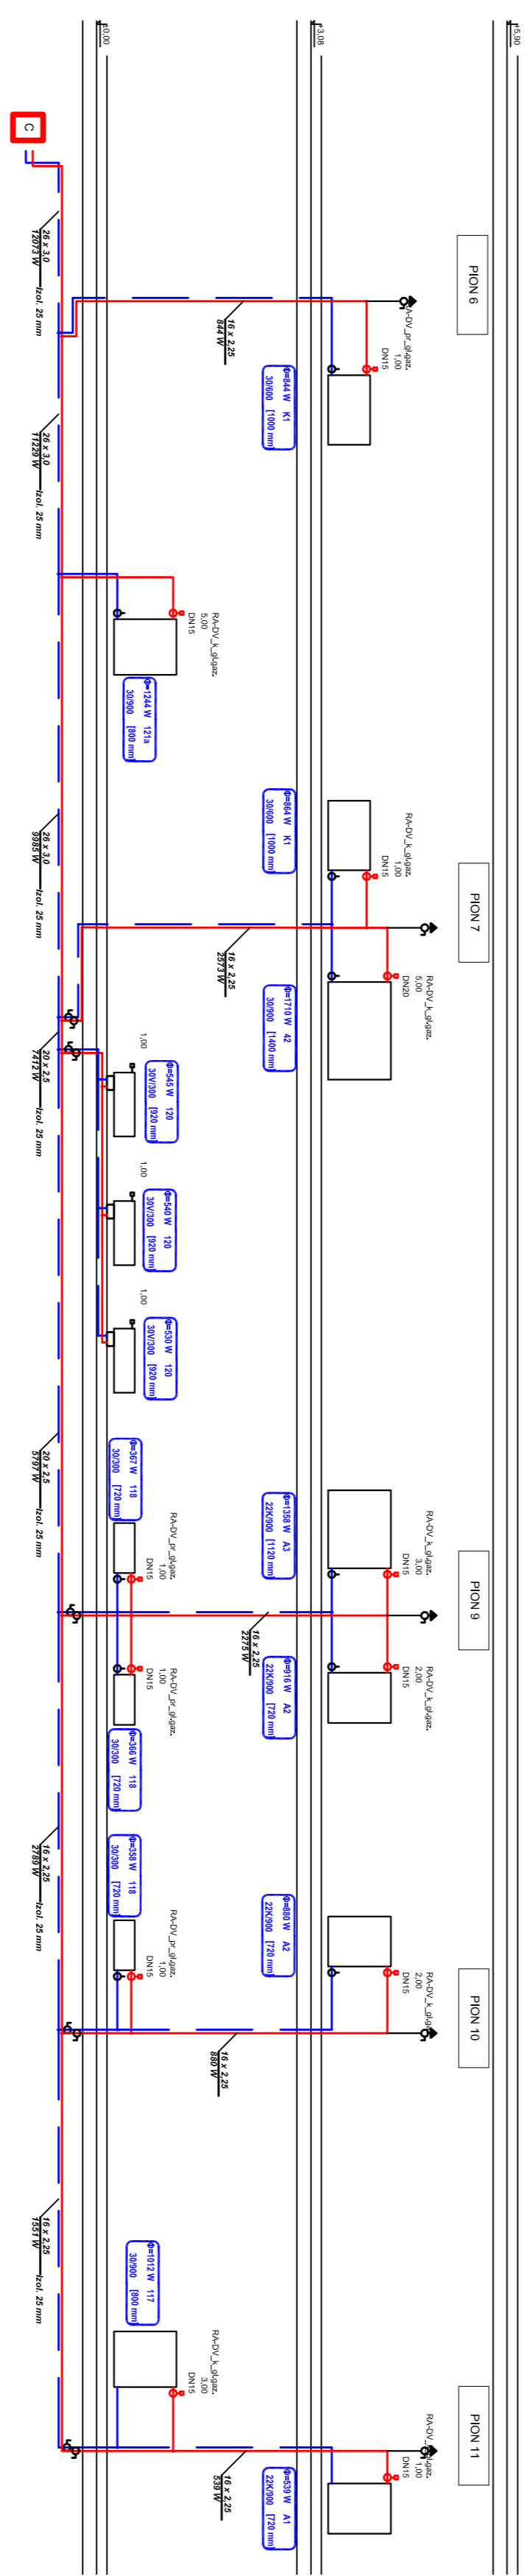 +5,90
+3,08
±0,00
C
PION 6
RA-DV_pr_gł.gaz.
1,00
DN15
Φ=844 W K1
30/600 [1000 mm]
16 x 2,25
844 W
26 x 3,0
12073 W
Izol. 25 mm
26 x 3,0
11229 W
Izol. 25 mm
RA-DV_k_gł.gaz.
5,00
DN15
Φ=1244 W 121a
30/900 [800 mm]
PION 7
RA-DV_k_gł.gaz.
1,00
DN15
RA-DV_k_gł.gaz.
5,00
DN20
Φ=864 W K1
30/600 [1000 mm]
Φ=1710 W 42
30/900 [1400 mm]
16 x 2,25
2573 W
26 x 3,0
9985 W
Izol. 25 mm
20 x 2,5
7412 W
Izol. 25 mm
1,00
Φ=545 W 120
30V/300 [920 mm]
1,00
Φ=540 W 120
30V/300 [920 mm]
1,00
Φ=530 W 120
30V/300 [920 mm]
20 x 2,5
5797 W
Izol. 25 mm
PION 9
RA-DV_k_gł.gaz.
3,00
DN15
RA-DV_k_gł.gaz.
2,00
DN15
Φ=1358 W A3
22K/900 [1120 mm]
Φ=916 W A2
22K/900 [720 mm]
16 x 2,25
2275 W
RA-DV_pr_gł.gaz.
1,00
DN15
RA-DV_pr_gł.gaz.
1,00
DN15
Φ=367 W 118
30/300 [720 mm]
Φ=366 W 118
30/300 [720 mm]
16 x 2,25
2789 W
Izol. 25 mm
PION 10
RA-DV_k_gł.gaz.
2,00
DN15
Φ=880 W A2
22K/900 [720 mm]
16 x 2,25
880 W
RA-DV_pr_gł.gaz.
1,00
DN15
Φ=358 W 118
30/300 [720 mm]
16 x 2,25
1551 W
Izol. 25 mm
PION 11
1,00
DN15
Φ=539 W A1
22K/900 [720 mm]
16 x 2,25
539 W
RA-DV_k_gł.gaz.
3,00
DN15
Φ=1012 W 117
30/900 [800 mm]